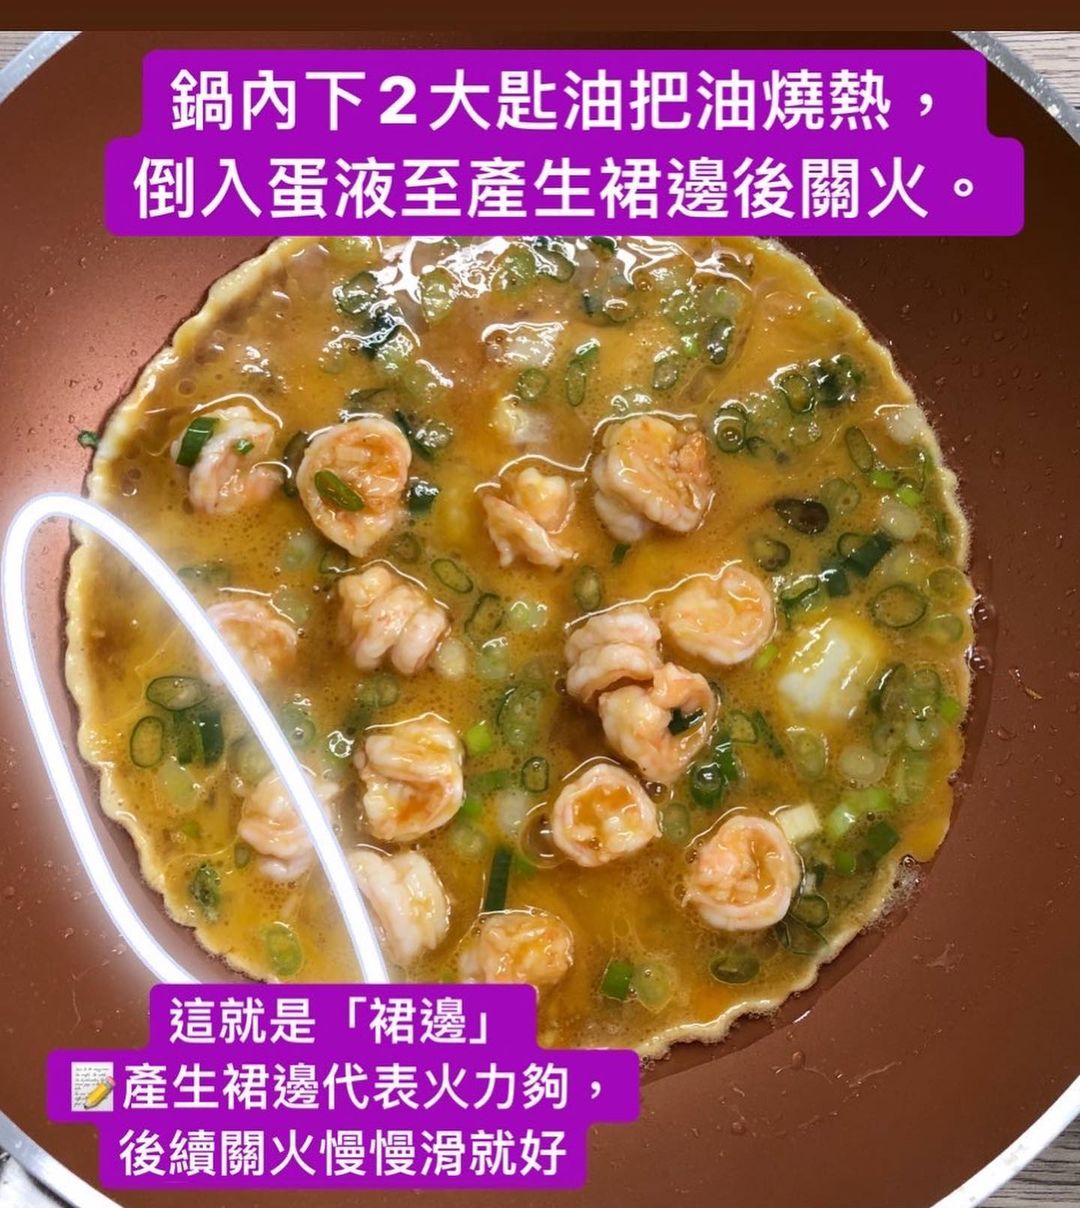 鍋內下2大匙油把油燒熱，
倒入蛋液至產生裙邊後關火。
這就是「裙邊」
📝產生裙邊代表火力夠，
後續關火慢慢滑就好